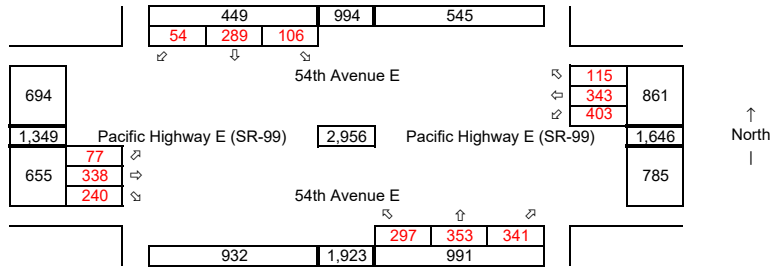 449 994 545
54 289 106
⬃ ⇩ ⬂
54th Avenue E
⬁ 115
694 ⇦ 343 861
⬃ 403 ↑
1,349 Pacific Highway E (SR-99) 2,956 Pacific Highway E (SR-99) 1,646 North
77 ⬀ |
655 338 ⇨ 785
240 ⬂ 54th Avenue E
⬁ ⇧ ⬀
297 353 341
932 1,923 991